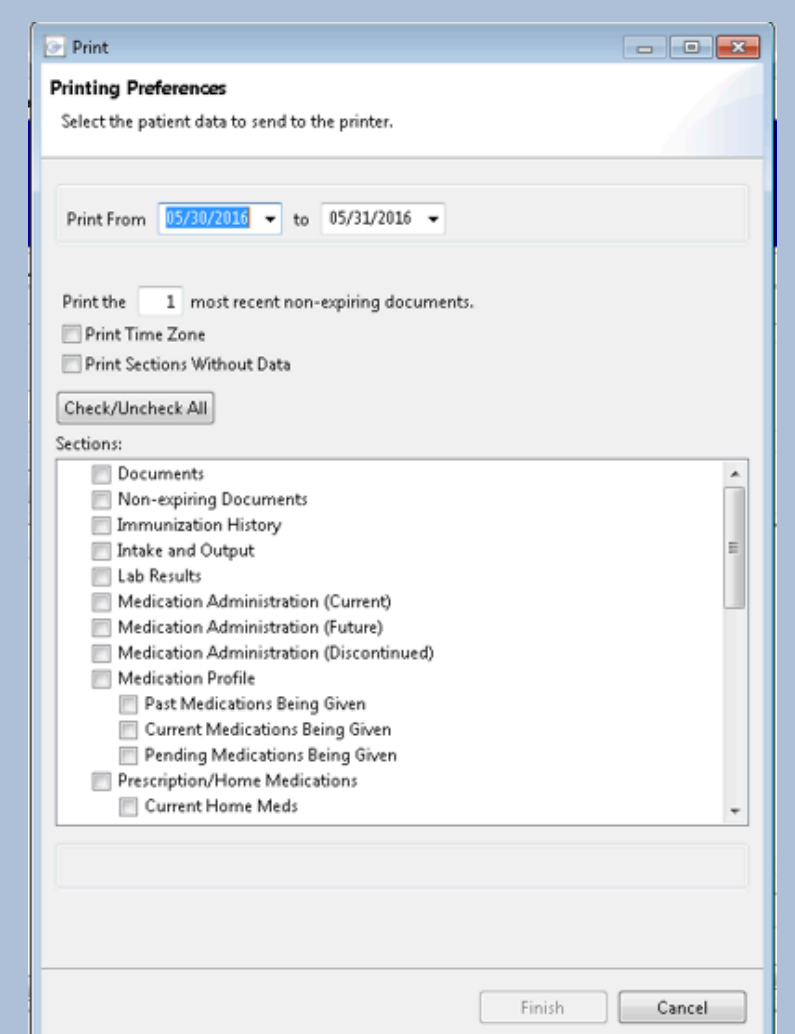 Print
Printing Preferences
Select the patient data to send to the printer.
Print From 05/30/2016 to 05/31/2016
Print the 1 most recent non-expiring documents.
Print Time Zone
Print Sections Without Data
Check/Uncheck All
Sections:
Documents
Non-expiring Documents
Immunization History
Intake and Output
Lab Results
Medication Administration (Current)
Medication Administration (Future)
Medication Administration (Discontinued)
Medication Profile
Past Medications Being Given
Current Medications Being Given
Pending Medications Being Given
Prescription/Home Medications
Current Home Meds
Finish Cancel